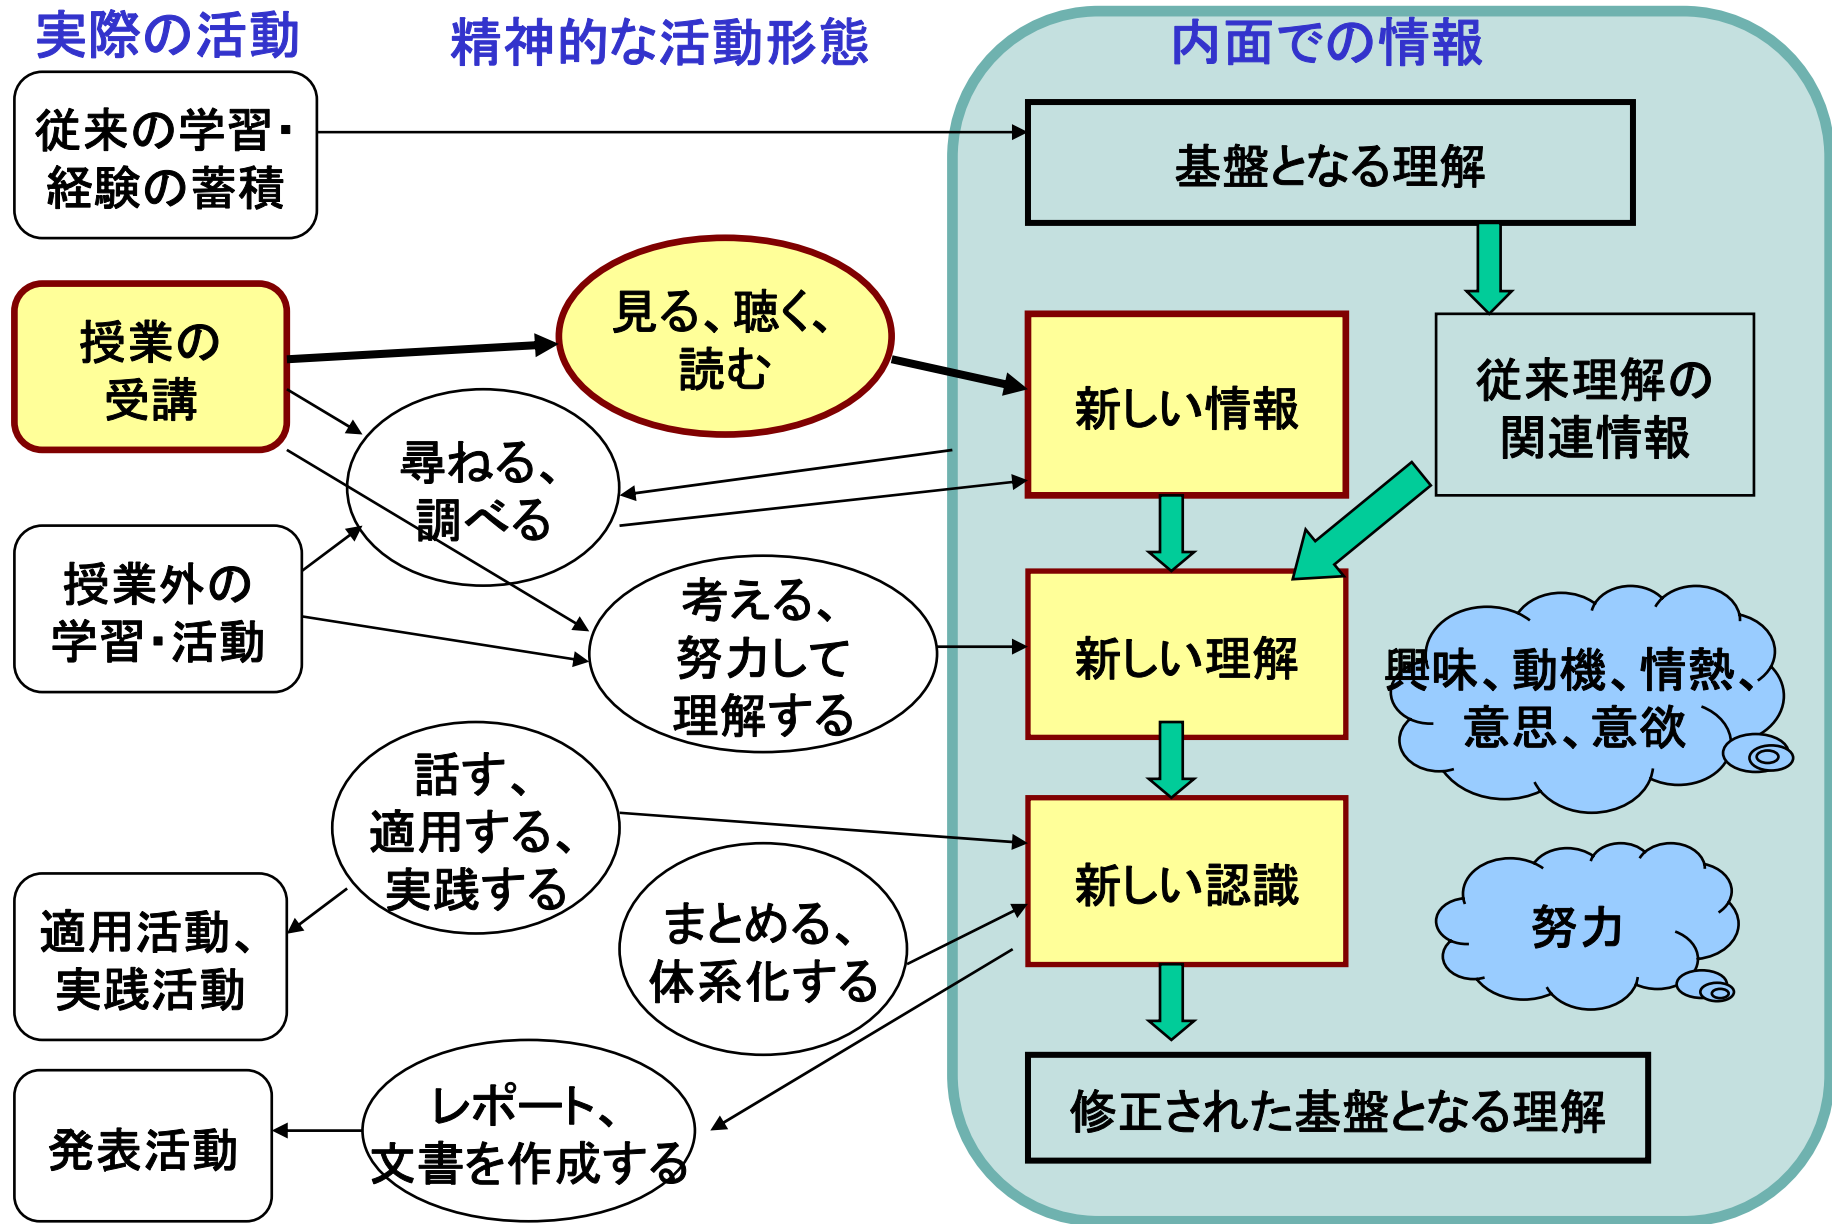 実際の活動
精神的な活動形態
内面での情報
従来の学習・
経験の蓄積
基盤となる理解
授業の
受講
見る、聴く、
読む
新しい情報
従来理解の
関連情報
尋ねる、
調べる
授業外の
学習・活動
考える、
努力して
理解する
新しい理解
興味、動機、情熱、
意思、意欲
話す、
適用する、
実践する
新しい認識
まとめる、
体系化する
努力
適用活動、
実践活動
レポート、
文書を作成する
発表活動
修正された基盤となる理解